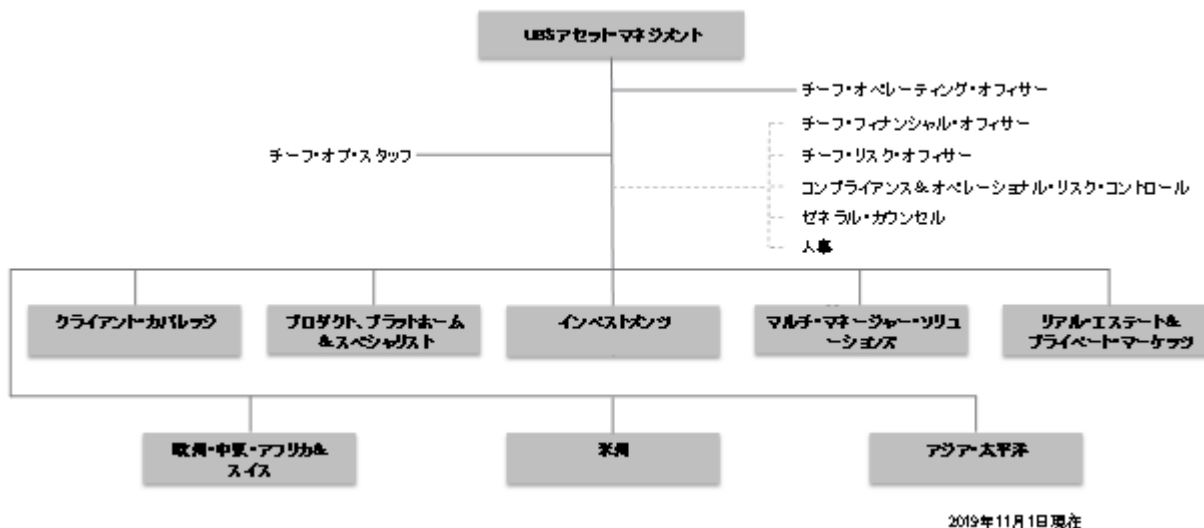 UBSアセット・マネジメント
チーフ・オペレーティング・オフィサー
チーフ・フィナンシャル・オフィサー
チーフ・オブ・スタッフ
チーフ・リスク・オフィサー
コンプライアンス&オペレーショナル・リスク・コントロール
ゼネラル・カウンセル
人事
クライアント・カバレッジ
プロダクト、プラットホーム
&スペシャリスト
インベストメンツ
マルチ・マネージャー・ソリュ
ーションズ
リアル・エステート&
プライベート・マーケッツ
欧州・中東・アフリカ&
スイス
米州
アジア・太平洋
2019年11月1日現在